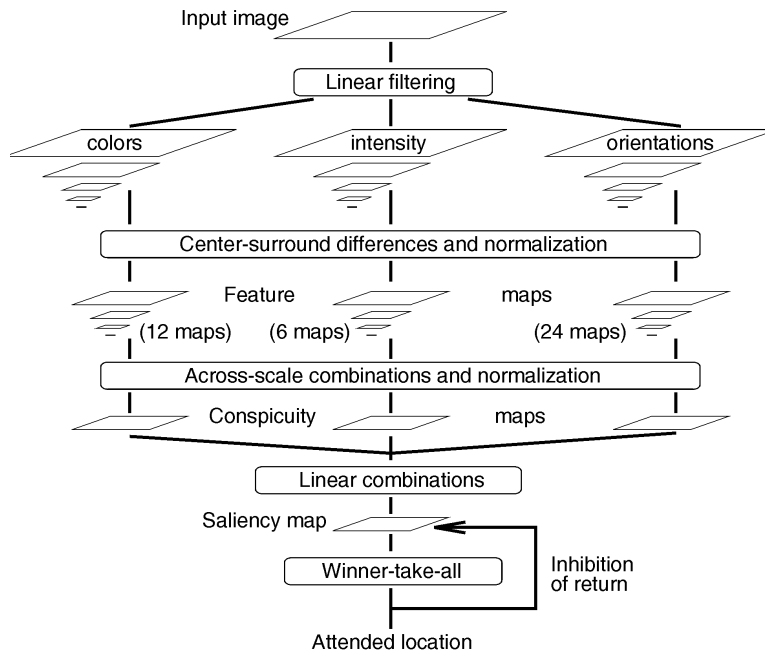 Input image
Linear filtering
colors intensity orientations
Center-surround differences and normalization
Feature maps
(12 maps) (6 maps) (24 maps)
Across-scale combinations and normalization
Conspicuity maps
Linear combinations
Saliency map
Winner-take-all
Inhibition
of return
Attended location